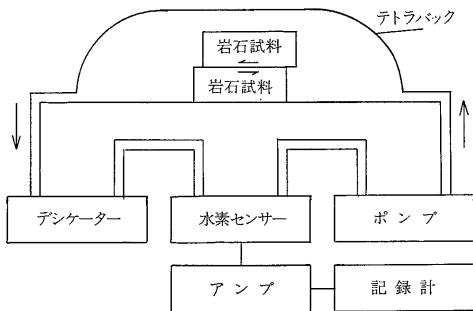 テトラバック
岩石試料
岩石試料
デシケーター
水素センサー
ポンプ
アンプ
記録計